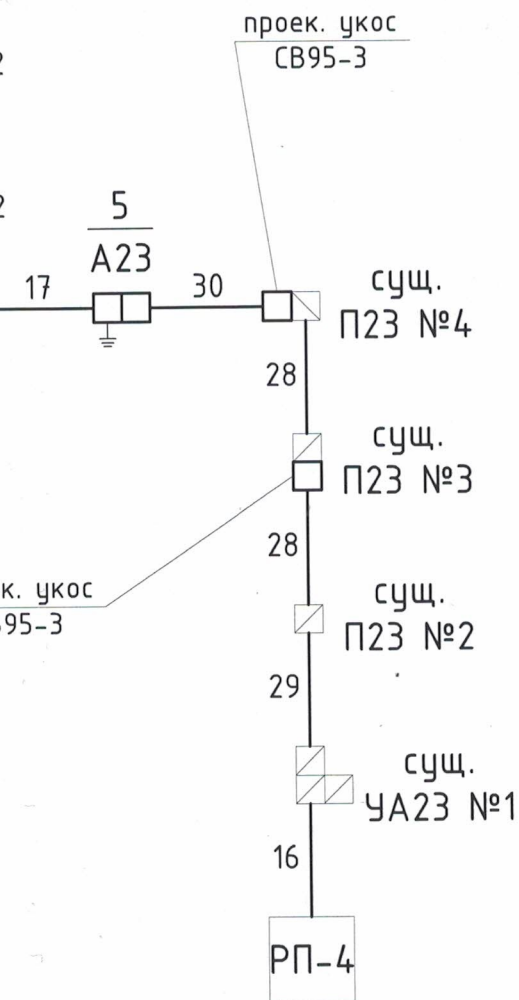 проек. укос
СВ95-3
2
2
5
А23
17
30
сущ.
П23 №4
28
сущ.
П23 №3
28
к. укос
95-3
сущ.
П23 №2
29
сущ.
УА23 №1
16
РП-4